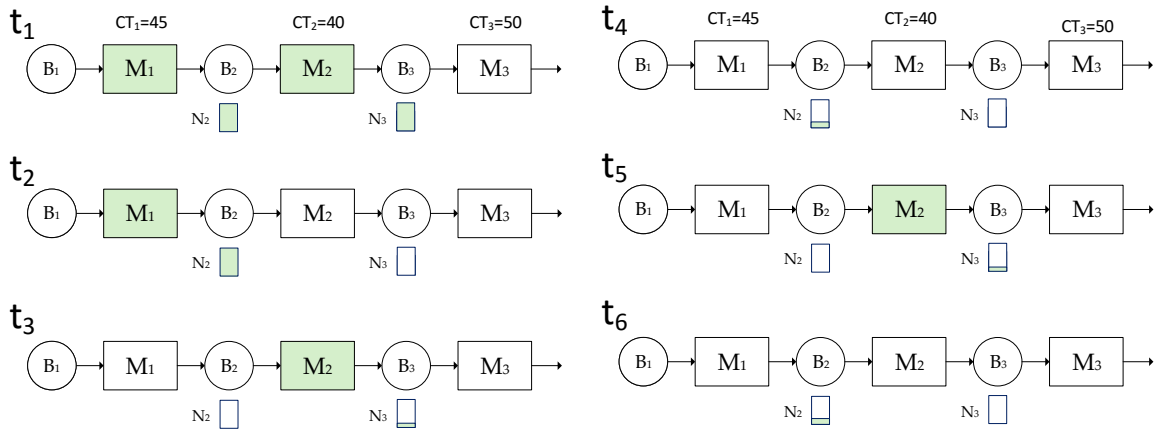 t₁
CT₁=45 CT₂=40 CT₃=50
B₁ M₁ B₂ M₂ B₃ M₃
N₂ N₃
t₂
B₁ M₁ B₂ M₂ B₃ M₃
N₂ N₃
t₃
B₁ M₁ B₂ M₂ B₃ M₃
N₂ N₃
t₄
CT₁=45 CT₂=40 CT₃=50
B₁ M₁ B₂ M₂ B₃ M₃
N₂ N₃
t₅
B₁ M₁ B₂ M₂ B₃ M₃
N₂ N₃
t₆
B₁ M₁ B₂ M₂ B₃ M₃
N₂ N₃